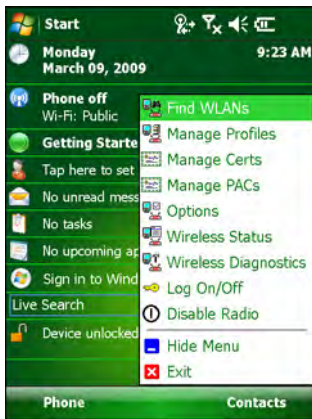 Start
Monday
9:23 AM
March 09, 2009
Phone off
Wi-Fi: Public
Find WLANs
Getting Starte
Manage Profiles
Tap here to set
Manage Certs
No unread mess
Manage PACs
No tasks
Options
No upcoming ap
Wireless Status
Sign in to Wind
Wireless Diagnostics
Live Search
Log On/Off
Device unlocked
Disable Radio
Hide Menu
Exit
Phone
Contacts